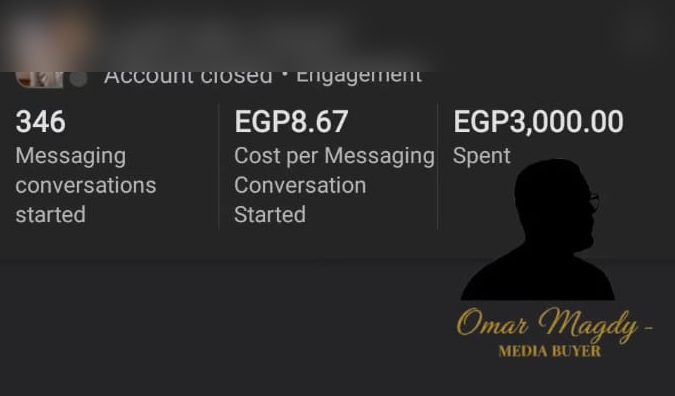 Account closed • Engagement
346
Messaging
conversations
started
EGP8.67
Cost per Messaging
Conversation
Started
EGP3,000.00
Spent
Omar Magdy -
MEDIA BUYER